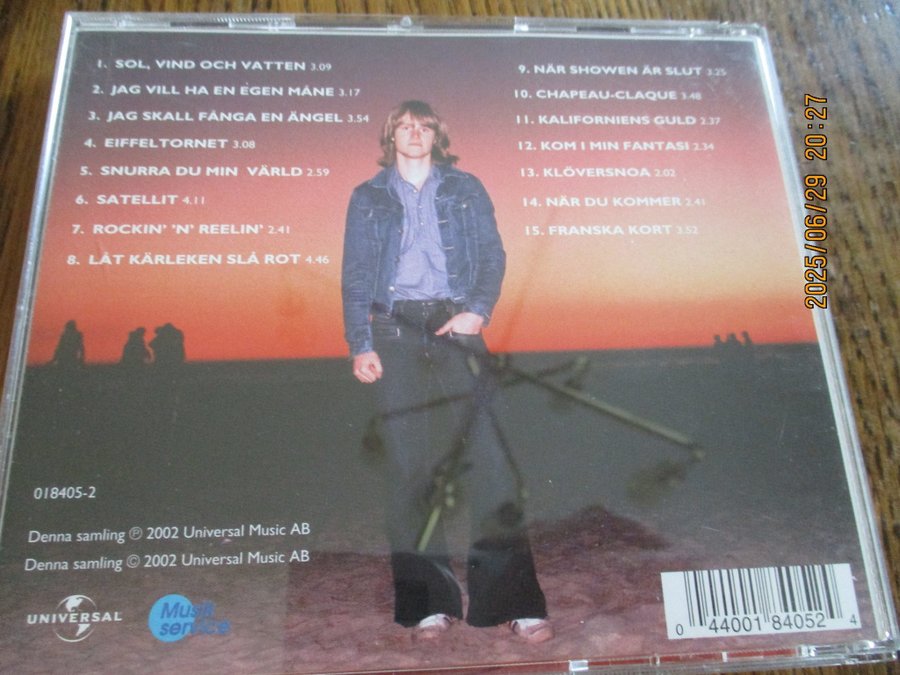 1. SOL, VIND OCH VATTEN 3.09
2. JAG VILL HA EN EGEN MÅNE 3.17
3. JAG SKALL FÅNGA EN ÄNGEL 3.54
4. EIFFELTORNET 3.08
5. SNURRA DU MIN VÄRLD 2.59
6. SATELLIT 4.11
7. ROCKIN' 'N' REELIN' 2.41
8. LÅT KÄRLEKEN SLÅ ROT 4.46
9. NÄR SHOWEN ÄR SLUT 3.25
10. CHAPEAU-CLAQUE 3.48
11. KALIFORNIENS GULD 2.37
12. KOM I MIN FANTASI 2.34
13. KLÖVERSNOA 2.02
14. NÄR DU KOMMER 2.41
15. FRANSKA KORT 3.52
018405-2
Denna samling ℗ 2002 Universal Music AB
Denna samling © 2002 Universal Music AB
UNIVERSAL
Musik
service
0 44001 84052 4
2025/06/29 20:27